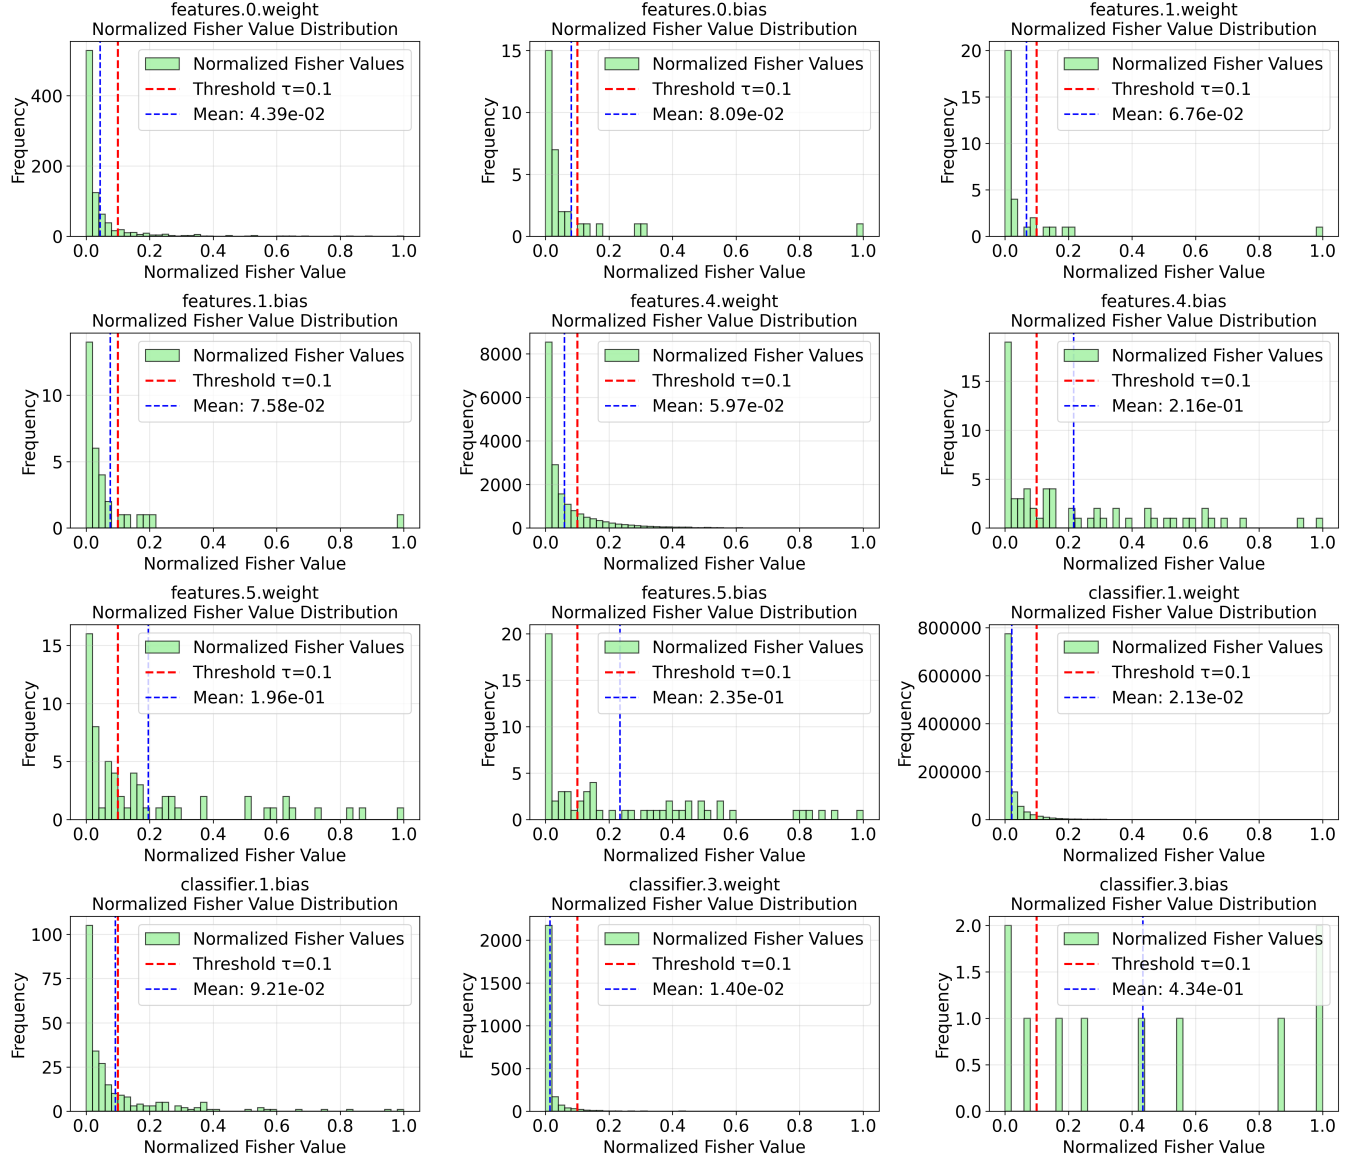 features.0.weight
Normalized Fisher Value Distribution
Normalized Fisher Values
Threshold τ=0.1
Mean: 4.39e-02
Frequency
400
200
0
0.0 0.2 0.4 0.6 0.8 1.0
Normalized Fisher Value
features.0.bias
Normalized Fisher Value Distribution
Normalized Fisher Values
Threshold τ=0.1
Mean: 8.09e-02
Frequency
15
10
5
0
0.0 0.2 0.4 0.6 0.8 1.0
Normalized Fisher Value
features.1.weight
Normalized Fisher Value Distribution
Normalized Fisher Values
Threshold τ=0.1
Mean: 6.76e-02
Frequency
20
15
10
5
0
0.0 0.2 0.4 0.6 0.8 1.0
Normalized Fisher Value
features.1.bias
Normalized Fisher Value Distribution
Normalized Fisher Values
Threshold τ=0.1
Mean: 7.58e-02
Frequency
10
5
0
0.0 0.2 0.4 0.6 0.8 1.0
Normalized Fisher Value
features.4.weight
Normalized Fisher Value Distribution
Normalized Fisher Values
Threshold τ=0.1
Mean: 5.97e-02
Frequency
8000
6000
4000
2000
0
0.0 0.2 0.4 0.6 0.8 1.0
Normalized Fisher Value
features.4.bias
Normalized Fisher Value Distribution
Normalized Fisher Values
Threshold τ=0.1
Mean: 2.16e-01
Frequency
15
10
5
0
0.0 0.2 0.4 0.6 0.8 1.0
Normalized Fisher Value
features.5.weight
Normalized Fisher Value Distribution
Normalized Fisher Values
Threshold τ=0.1
Mean: 1.96e-01
Frequency
15
10
5
0
0.0 0.2 0.4 0.6 0.8 1.0
Normalized Fisher Value
features.5.bias
Normalized Fisher Value Distribution
Normalized Fisher Values
Threshold τ=0.1
Mean: 2.35e-01
Frequency
20
15
10
5
0
0.0 0.2 0.4 0.6 0.8 1.0
Normalized Fisher Value
classifier.1.weight
Normalized Fisher Value Distribution
Normalized Fisher Values
Threshold τ=0.1
Mean: 2.13e-02
Frequency
800000
600000
400000
200000
0
0.0 0.2 0.4 0.6 0.8 1.0
Normalized Fisher Value
classifier.1.bias
Normalized Fisher Value Distribution
Normalized Fisher Values
Threshold τ=0.1
Mean: 9.21e-02
Frequency
100
75
50
25
0
0.0 0.2 0.4 0.6 0.8 1.0
Normalized Fisher Value
classifier.3.weight
Normalized Fisher Value Distribution
Normalized Fisher Values
Threshold τ=0.1
Mean: 1.40e-02
Frequency
2000
1500
1000
500
0
0.0 0.2 0.4 0.6 0.8 1.0
Normalized Fisher Value
classifier.3.bias
Normalized Fisher Value Distribution
Normalized Fisher Values
Threshold τ=0.1
Mean: 4.34e-01
Frequency
2.0
1.5
1.0
0.5
0.0
0.0 0.2 0.4 0.6 0.8 1.0
Normalized Fisher Value